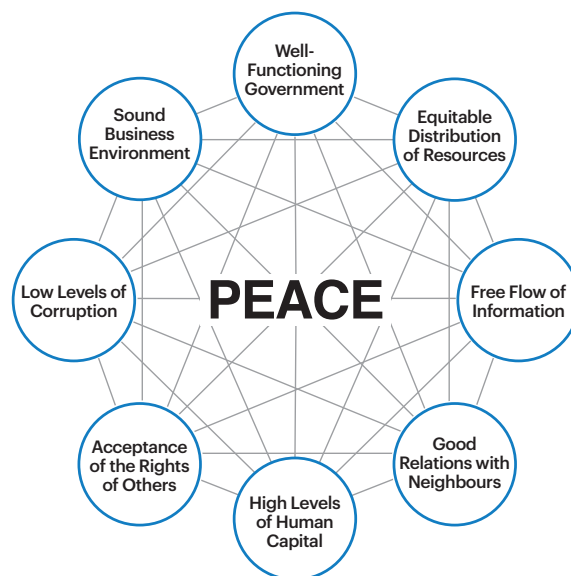 Well-
Functioning
Government
Sound
Business
Environment
Equitable
Distribution
of Resources
Low Levels of
Corruption
PEACE
Free Flow of
Information
Acceptance
of the Rights
of Others
Good
Relations with
Neighbours
High Levels
of Human
Capital